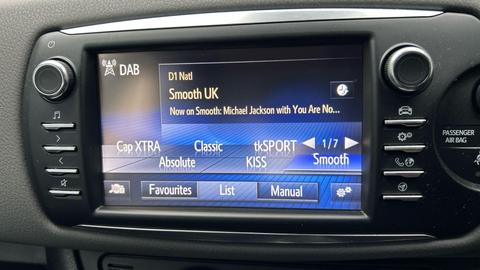 DAB
D1 Natl
Smooth UK
Now on Smooth: Michael Jackson with You Are No...
Cap XTRA Classic tkSPORT 1/7
Absolute KISS Smooth
Favourites List Manual
PASSENGER
AIR BAG